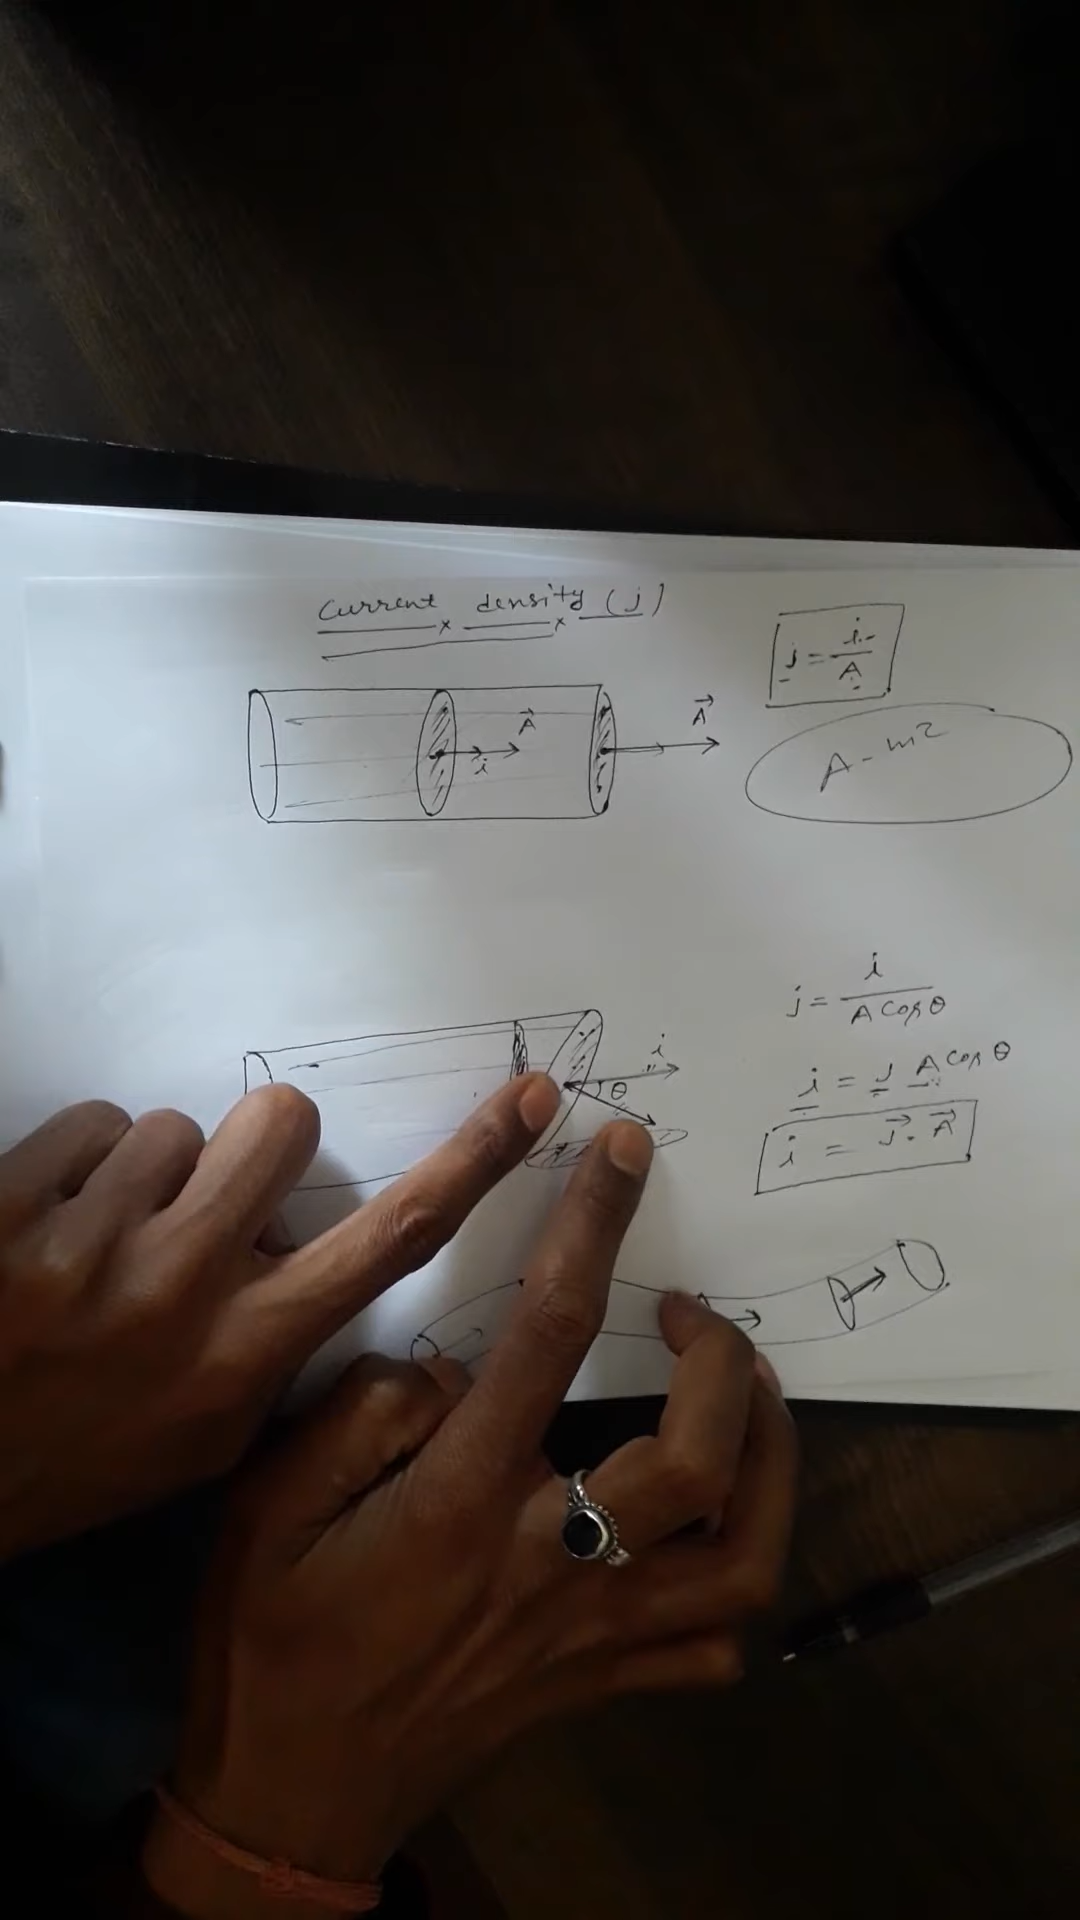 Current density (j)
j = i / A
A⃗
i
A⃗
A - m²
j = i / A cos θ
i
θ
i = j A cos θ
i = J⃗ . A⃗